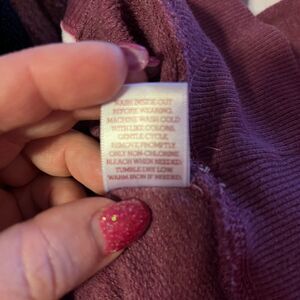 WASH INSIDE OUT
BEFORE WEARING.
MACHINE WASH COLD
WITH LIKE COLORS,
GENTLE CYCLE,
REMOVE PROMPTLY
ONLY NON-CHLORINE
BLEACH WHEN NEEDED
TUMBLE DRY LOW
WARM IRON IF NEEDED